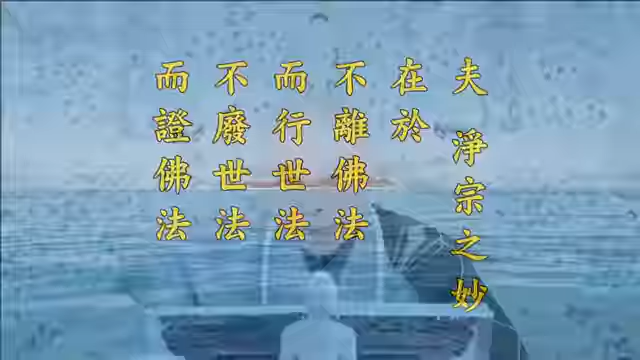 夫 淨宗之妙
在於
不離佛法
而行世法
不廢世法
而證佛法